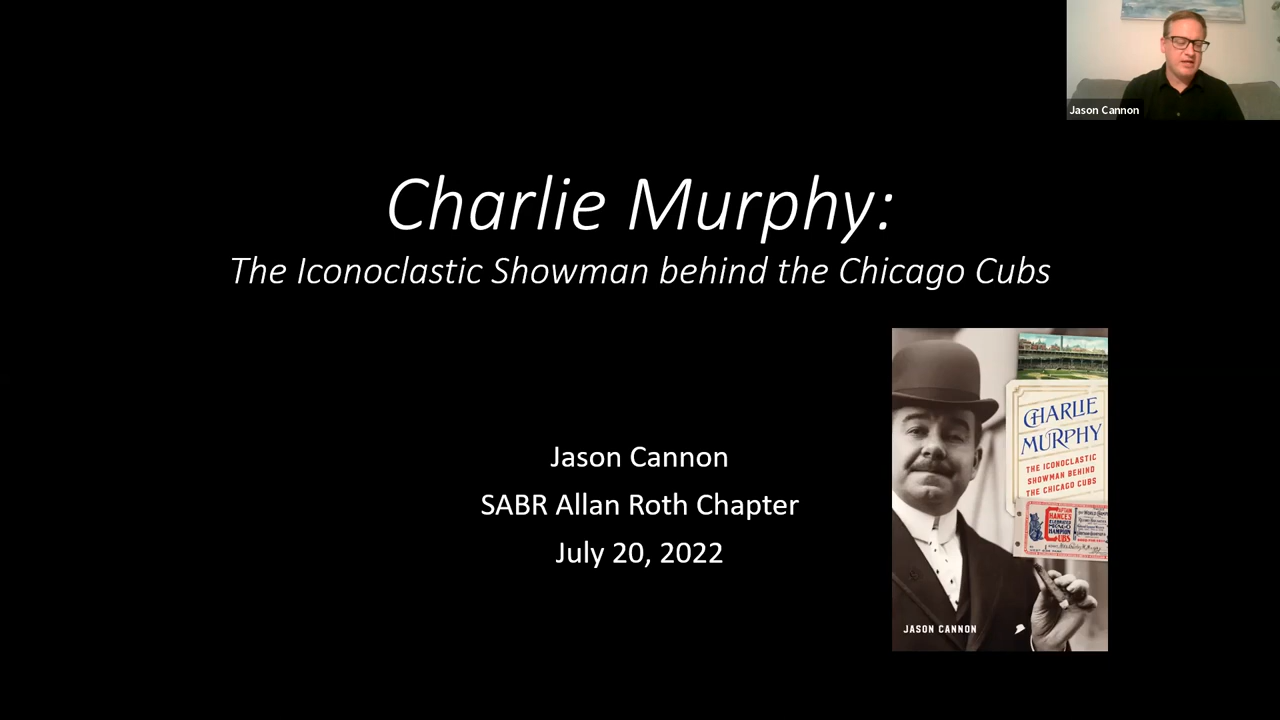 Jason Cannon
Charlie Murphy:
The Iconoclastic Showman behind the Chicago Cubs
Jason Cannon
SABR Allan Roth Chapter
July 20, 2022
CHARLIE
MURPHY
THE ICONOCLASTIC
SHOWMAN BEHIND
THE CHICAGO CUBS
CUBS
JASON CANNON